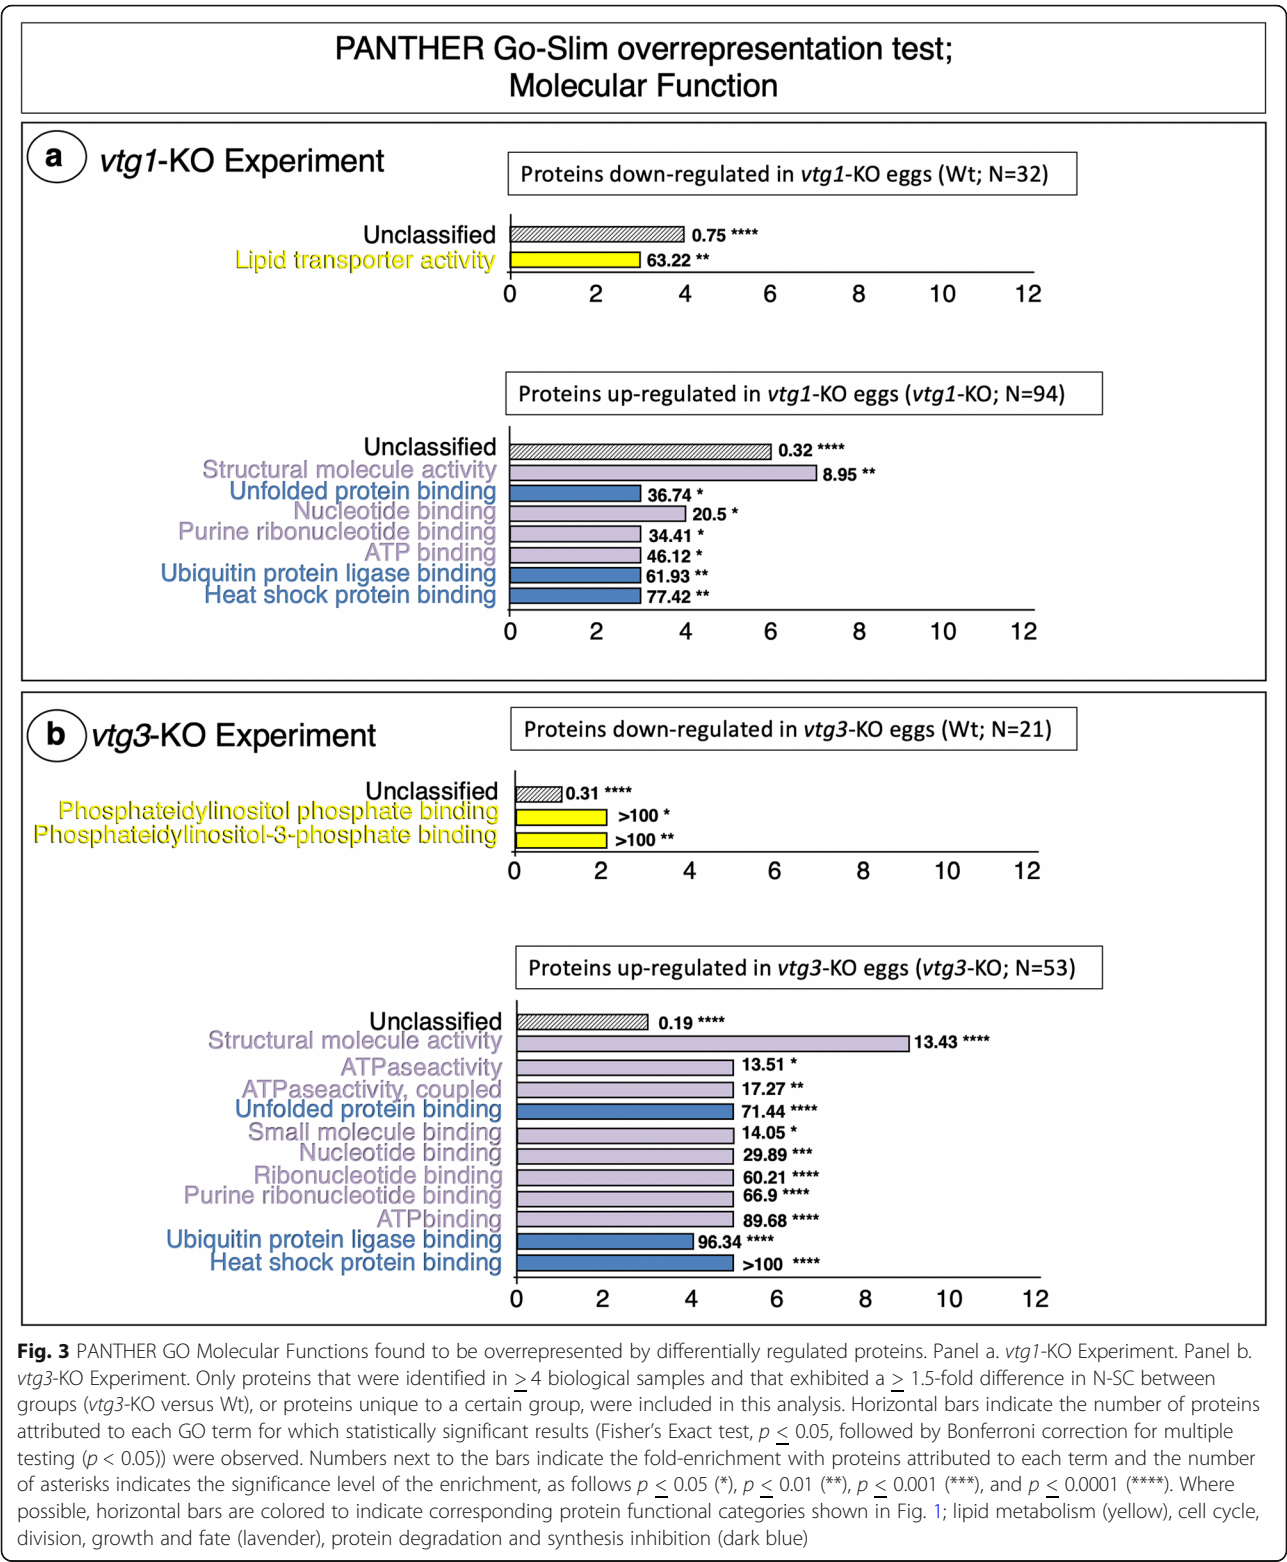 PANTHER Go-Slim overrepresentation test;
Molecular Function
a vtg1-KO Experiment
Proteins down-regulated in vtg1-KO eggs (Wt; N=32)
Unclassified 0.75 ****
Lipid transporter activity 63.22 **
0 2 4 6 8 10 12
Proteins up-regulated in vtg1-KO eggs (vtg1-KO; N=94)
Unclassified 0.32 ****
Structural molecule activity 8.95 **
Unfolded protein binding 36.74 *
Nucleotide binding 20.5 *
Purine ribonucleotide binding 34.41 *
ATP binding 46.12 *
Ubiquitin protein ligase binding 61.93 **
Heat shock protein binding 77.42 **
0 2 4 6 8 10 12
b vtg3-KO Experiment
Proteins down-regulated in vtg3-KO eggs (Wt; N=21)
Unclassified 0.31 ****
Phosphateidylinositol phosphate binding >100 *
Phosphateidylinositol-3-phosphate binding >100 **
0 2 4 6 8 10 12
Proteins up-regulated in vtg3-KO eggs (vtg3-KO; N=53)
Unclassified 0.19 ****
Structural molecule activity 13.43 ****
ATPaseactivity 13.51 *
ATPaseactivity, coupled 17.27 **
Unfolded protein binding 71.44 ****
Small molecule binding 14.05 *
Nucleotide binding 29.89 ***
Ribonucleotide binding 60.21 ****
Purine ribonucleotide binding 66.9 ****
ATPbinding 89.68 ****
Ubiquitin protein ligase binding 96.34 ****
Heat shock protein binding >100 ****
0 2 4 6 8 10 12
Fig. 3 PANTHER GO Molecular Functions found to be overrepresented by differentially regulated proteins. Panel a. vtg1-KO Experiment. Panel b.
vtg3-KO Experiment. Only proteins that were identified in ≥ 4 biological samples and that exhibited a ≥ 1.5-fold difference in N-SC between
groups (vtg3-KO versus Wt), or proteins unique to a certain group, were included in this analysis. Horizontal bars indicate the number of proteins
attributed to each GO term for which statistically significant results (Fisher's Exact test, p ≤ 0.05, followed by Bonferroni correction for multiple
testing (p < 0.05)) were observed. Numbers next to the bars indicate the fold-enrichment with proteins attributed to each term and the number
of asterisks indicates the significance level of the enrichment, as follows p ≤ 0.05 (*), p ≤ 0.01 (**), p ≤ 0.001 (***), and p ≤ 0.0001 (****). Where
possible, horizontal bars are colored to indicate corresponding protein functional categories shown in Fig. 1; lipid metabolism (yellow), cell cycle,
division, growth and fate (lavender), protein degradation and synthesis inhibition (dark blue)